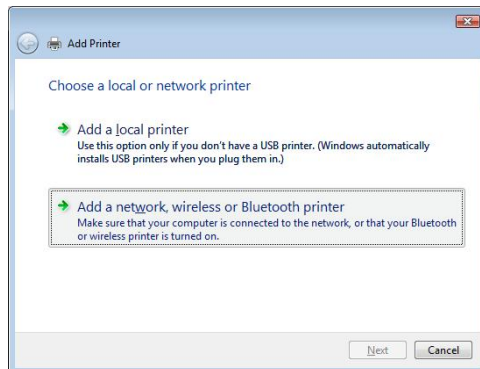 Add Printer
Choose a local or network printer
Add a local printer
Use this option only if you don't have a USB printer. (Windows automatically
installs USB printers when you plug them in.)
Add a network, wireless or Bluetooth printer
Make sure that your computer is connected to the network, or that your Bluetooth
or wireless printer is turned on.
Next Cancel